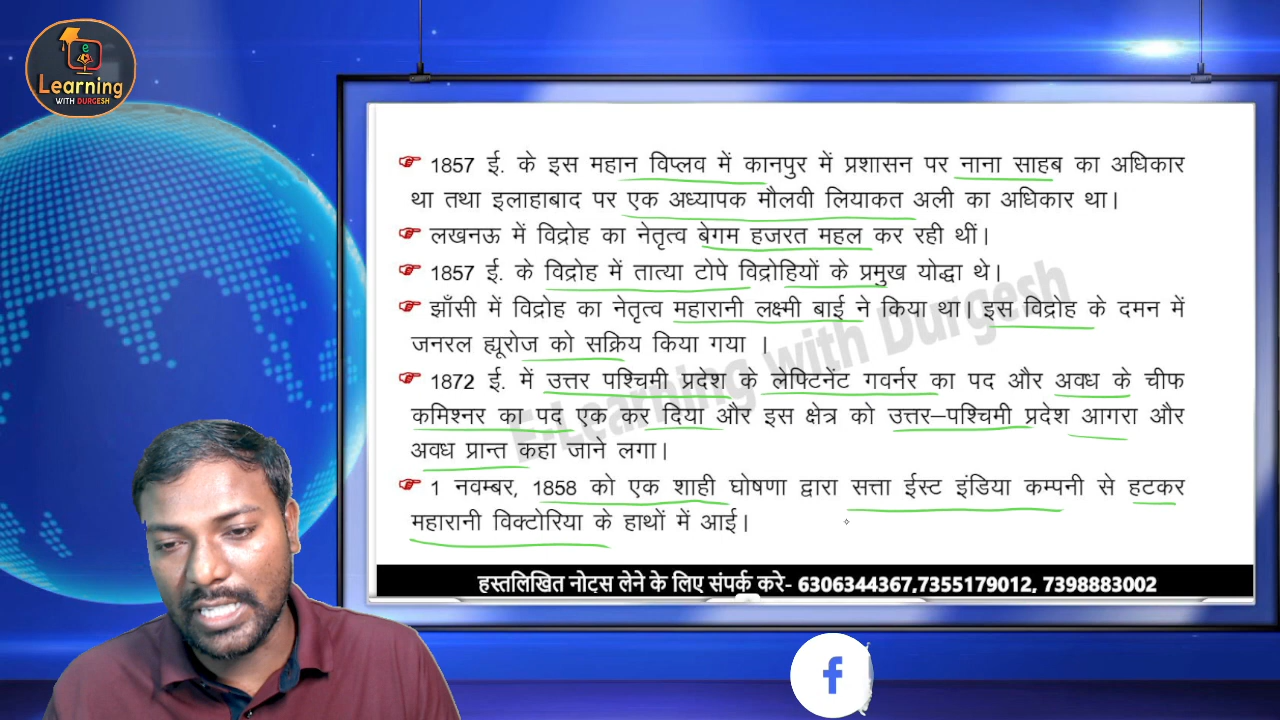 e
Learning
WITH DURGESH
1857 ई. के इस महान विप्लव में कानपुर में प्रशासन पर नाना साहब का अधिकार
था तथा इलाहाबाद पर एक अध्यापक मौलवी लियाकत अली का अधिकार था।
लखनऊ में विद्रोह का नेतृत्व बेगम हजरत महल कर रही थीं।
1857 ई. के विद्रोह में तात्या टोपे विद्रोहियों के प्रमुख योद्धा थे।
झाँसी में विद्रोह का नेतृत्व महारानी लक्ष्मी बाई ने किया था। इस विद्रोह के दमन में
जनरल ह्यूरोज को सक्रिय किया गया ।
1872 ई. में उत्तर पश्चिमी प्रदेश के लेफ्टिनेंट गवर्नर का पद और अवध के चीफ
कमिश्नर का पद एक कर दिया और इस क्षेत्र को उत्तर–पश्चिमी प्रदेश आगरा और
अवध प्रान्त कहा जाने लगा।
1 नवम्बर, 1858 को एक शाही घोषणा द्वारा सत्ता ईस्ट इंडिया कम्पनी से हटकर
महारानी विक्टोरिया के हाथों में आई।
E-Learning with Durgesh
हस्तलिखित नोट्स लेने के लिए संपर्क करे- 6306344367,7355179012, 7398883002
f